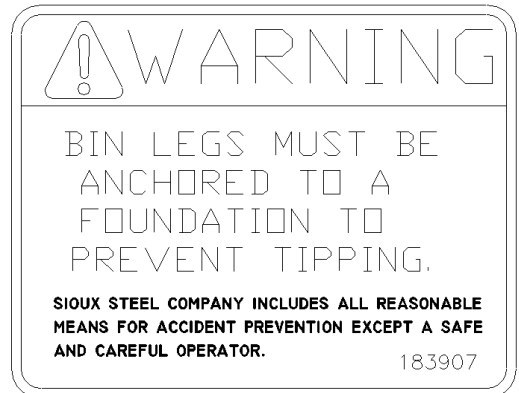 WARNING
BIN LEGS MUST BE
ANCHORED TO A
FOUNDATION TO
PREVENT TIPPING.
SIOUX STEEL COMPANY INCLUDES ALL REASONABLE
MEANS FOR ACCIDENT PREVENTION EXCEPT A SAFE
AND CAREFUL OPERATOR.
183907